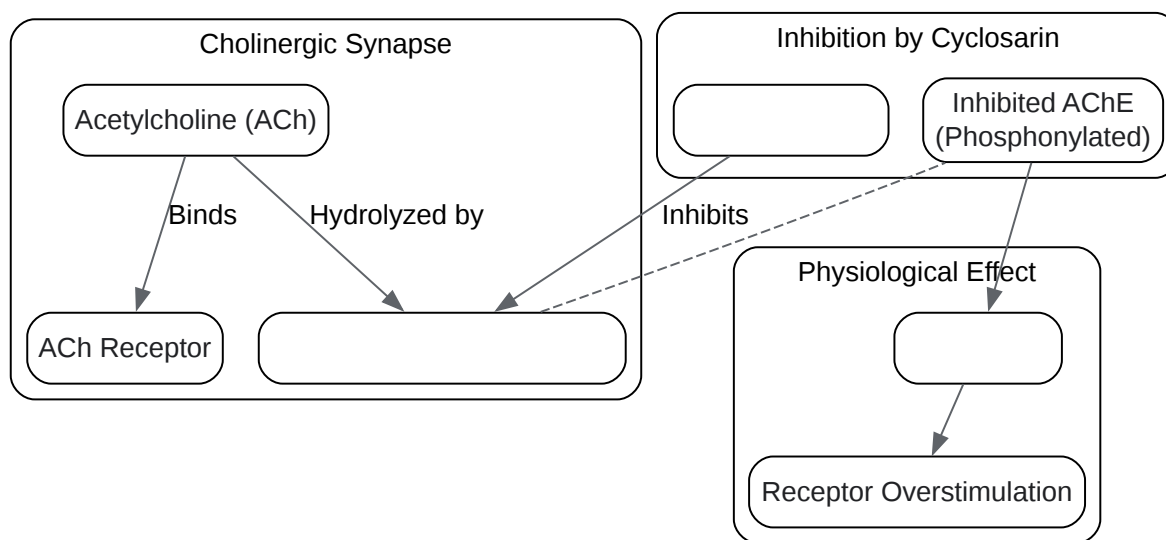 Cholinergic Synapse
Inhibition by Cyclosarin
Acetylcholine (ACh)
Inhibited AChE
(Phosphonylated)
Binds
Hydrolyzed by
Inhibits
Physiological Effect
ACh Receptor
Receptor Overstimulation